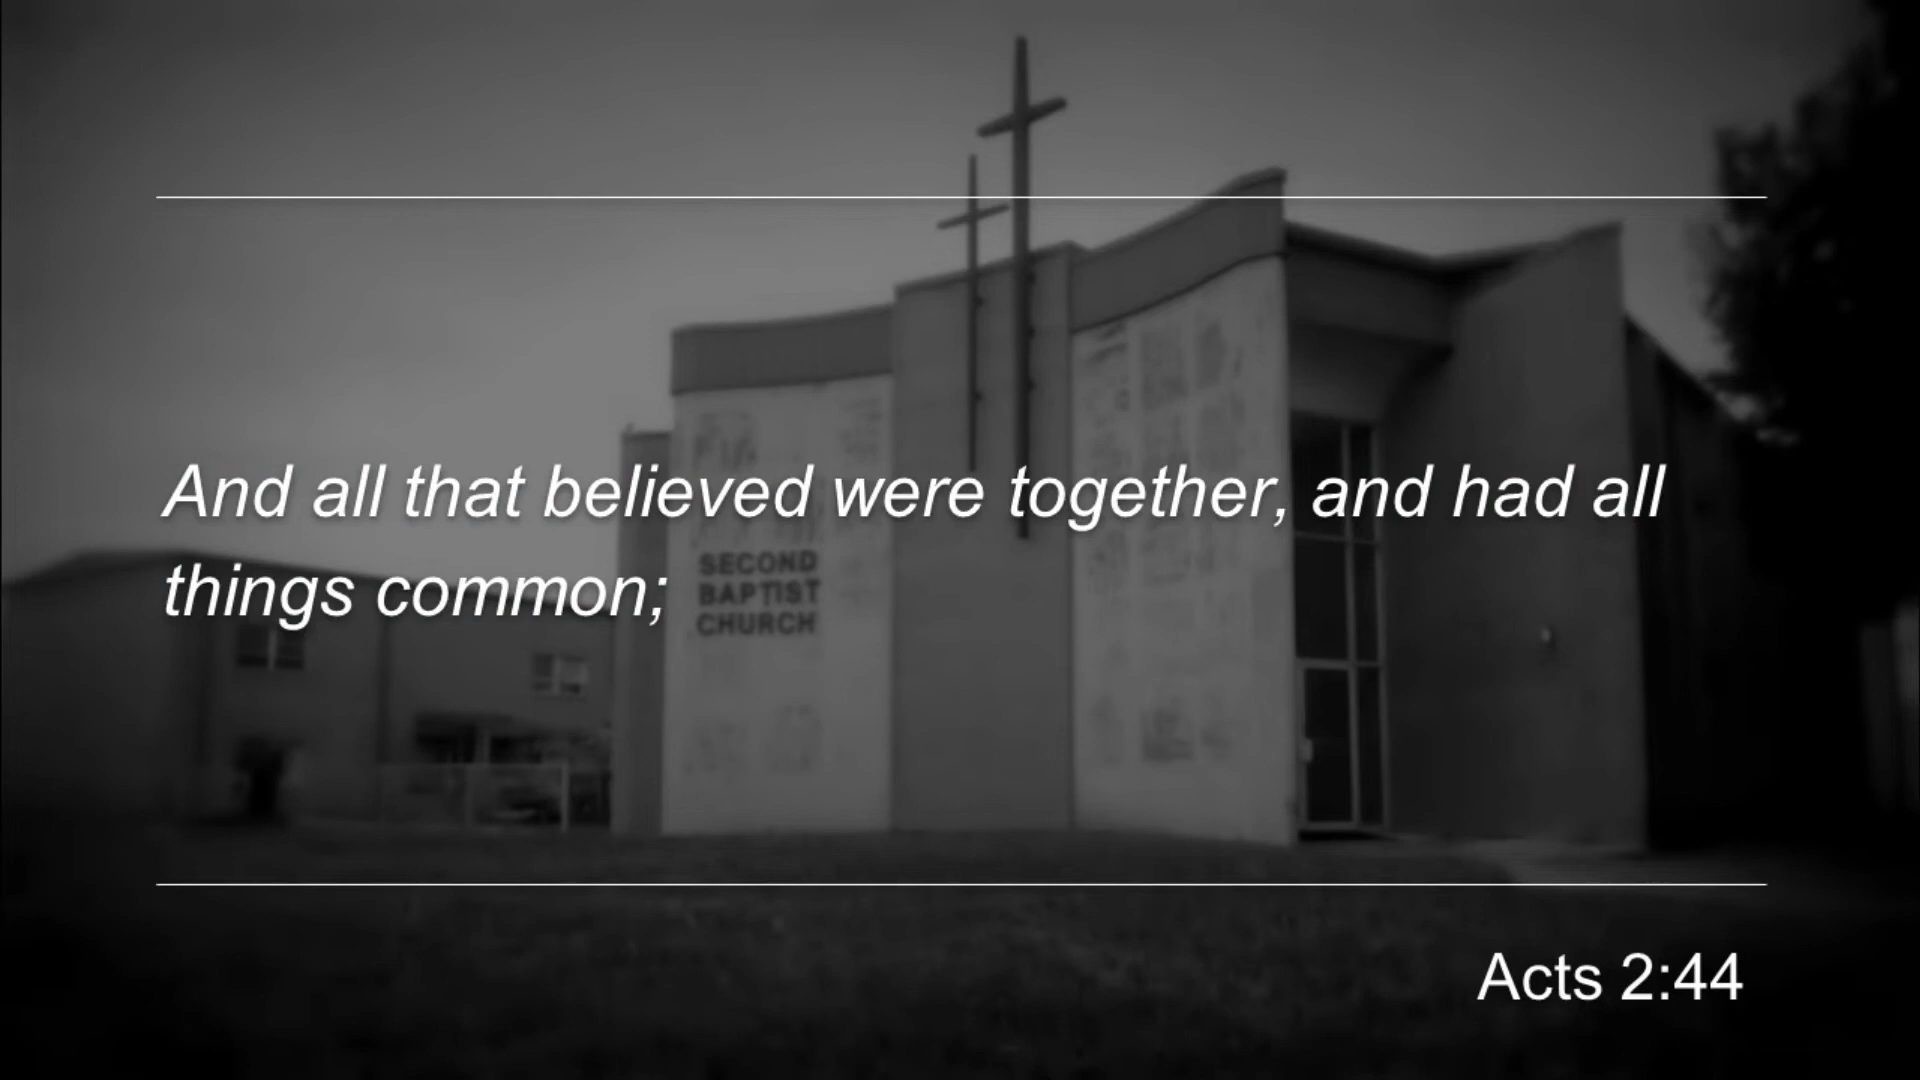 And all that believed were together, and had all
things common;
SECOND
BAPTIST
CHURCH
Acts 2:44